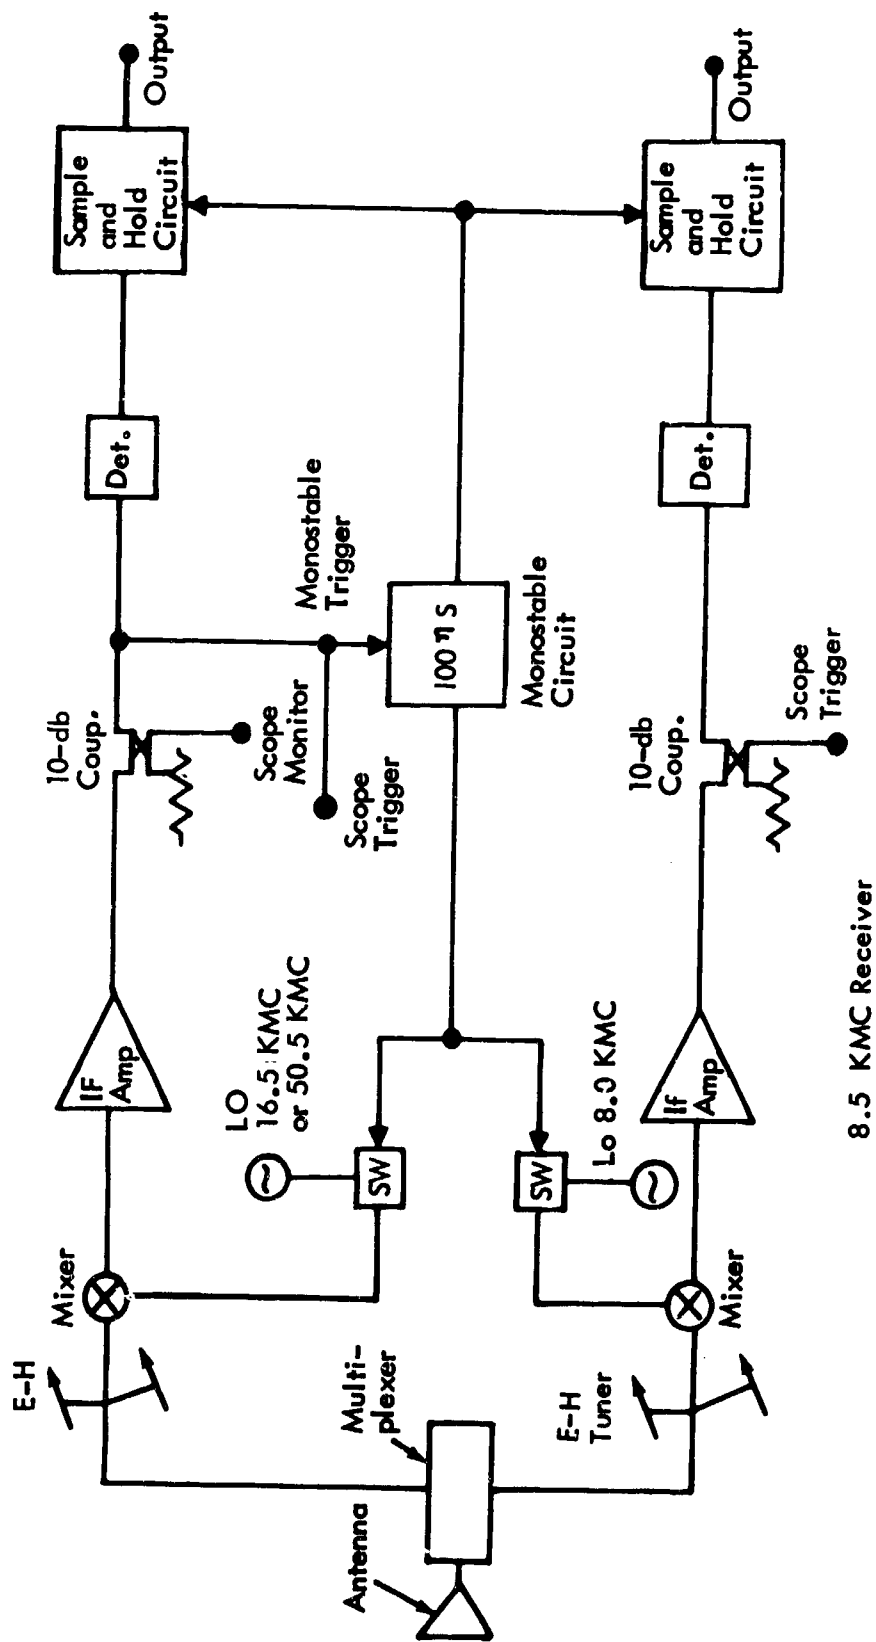 Antenna
Multi-
plexer
E-H
Mixer
IF
Amp
LO
16.5 KMC
or 50.5 KMC
SW
10-db
Coup.
Scope
Monitor
Scope
Trigger
Monostable
Trigger
100 η S
Monostable
Circuit
Det.
Sample
and
Hold
Circuit
Output
E-H
Tuner
Mixer
SW
Lo 8.0 KMC
If
Amp
10-db
Coup.
Scope
Trigger
Det.
Sample
and
Hold
Circuit
Output
8.5 KMC Receiver